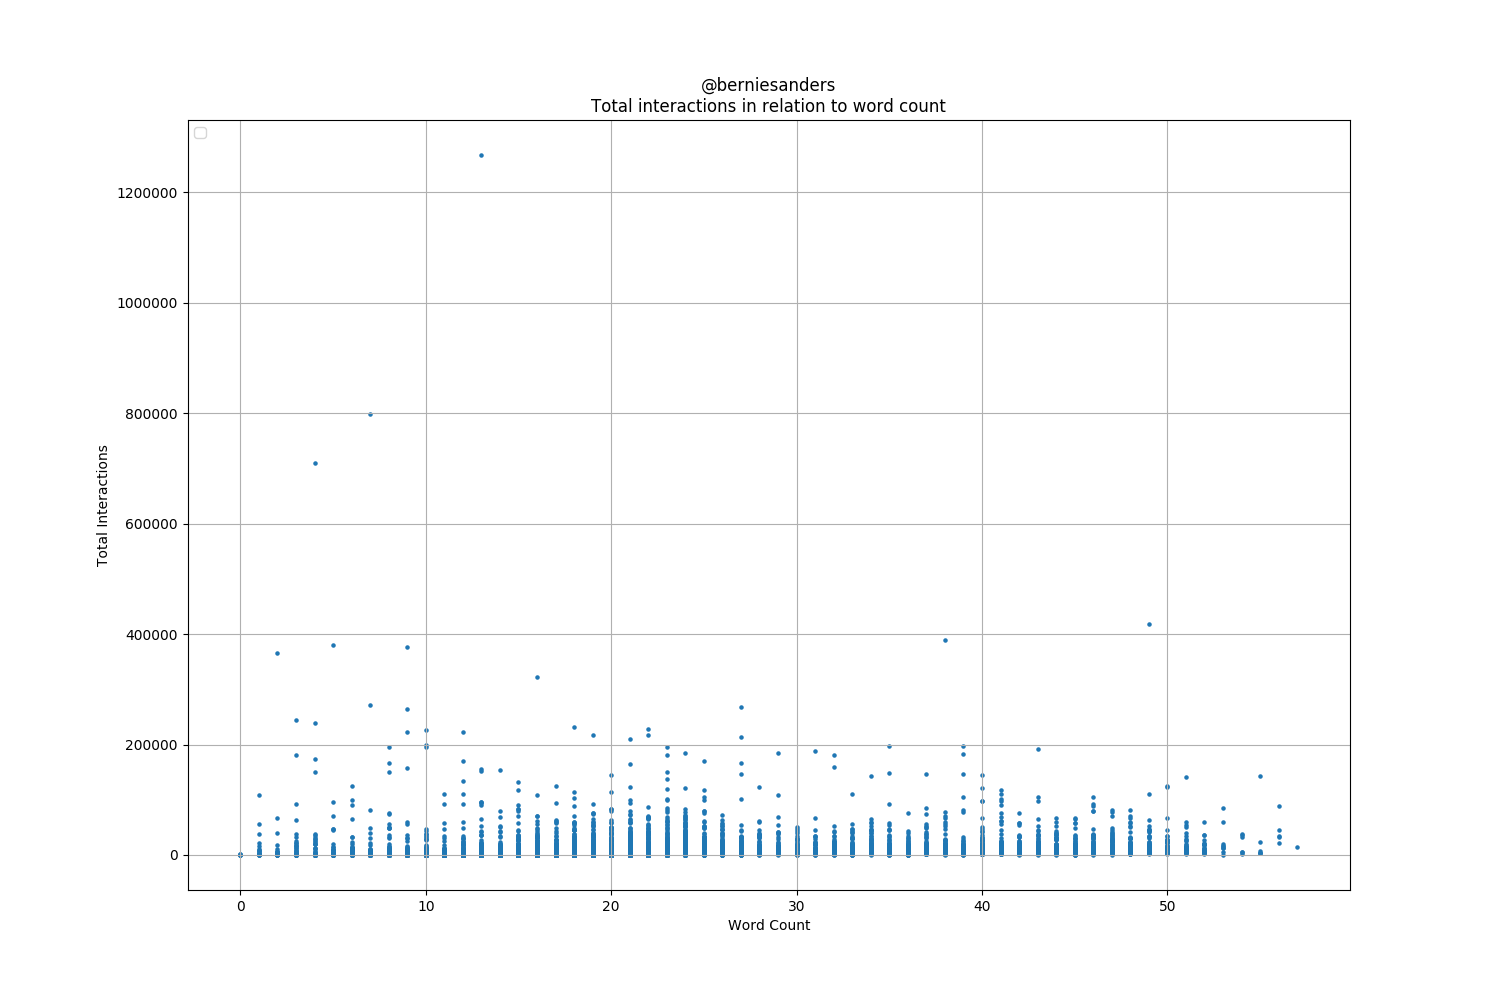 @berniesanders
Total interactions in relation to word count
1200000
1000000
800000
600000
400000
200000
0
Total Interactions
0 10 20 30 40 50
Word Count